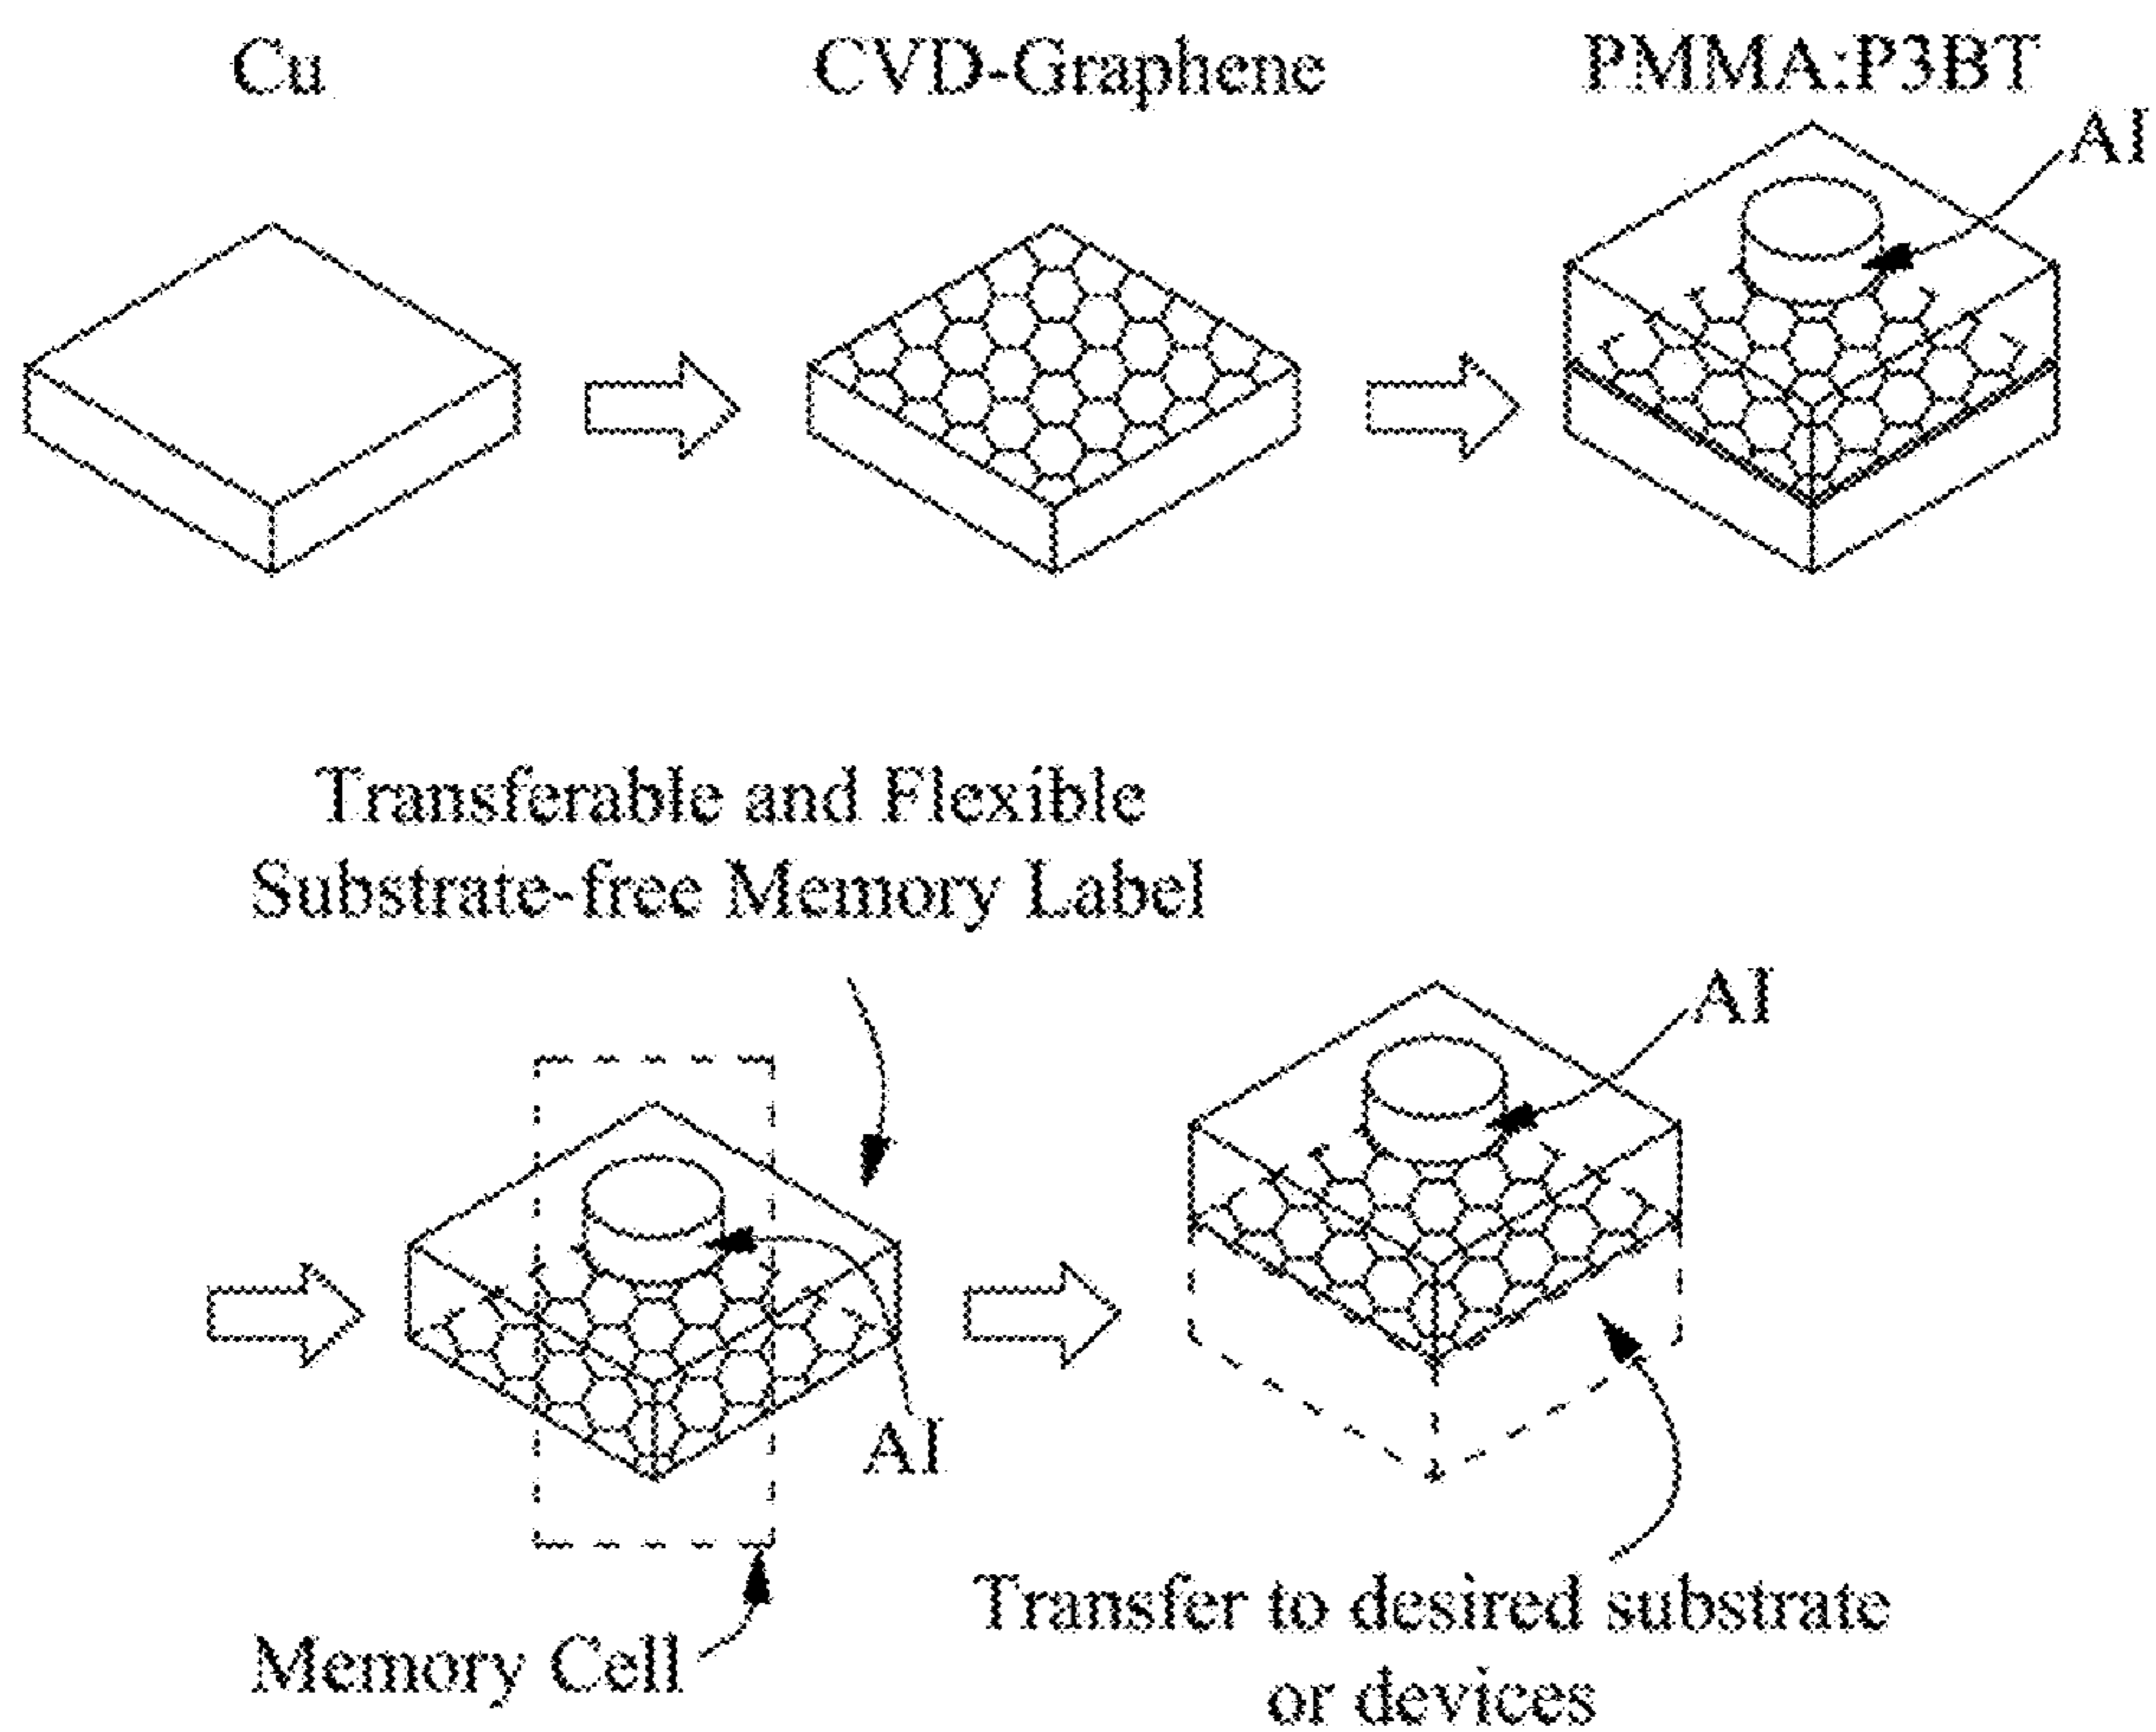 Cu
CVD-Graphene
PMMA:P3BT
Al
Transferable and Flexible
Substrate-free Memory Label
Al
Al
Memory Cell
Transfer to desired substrate
or devices